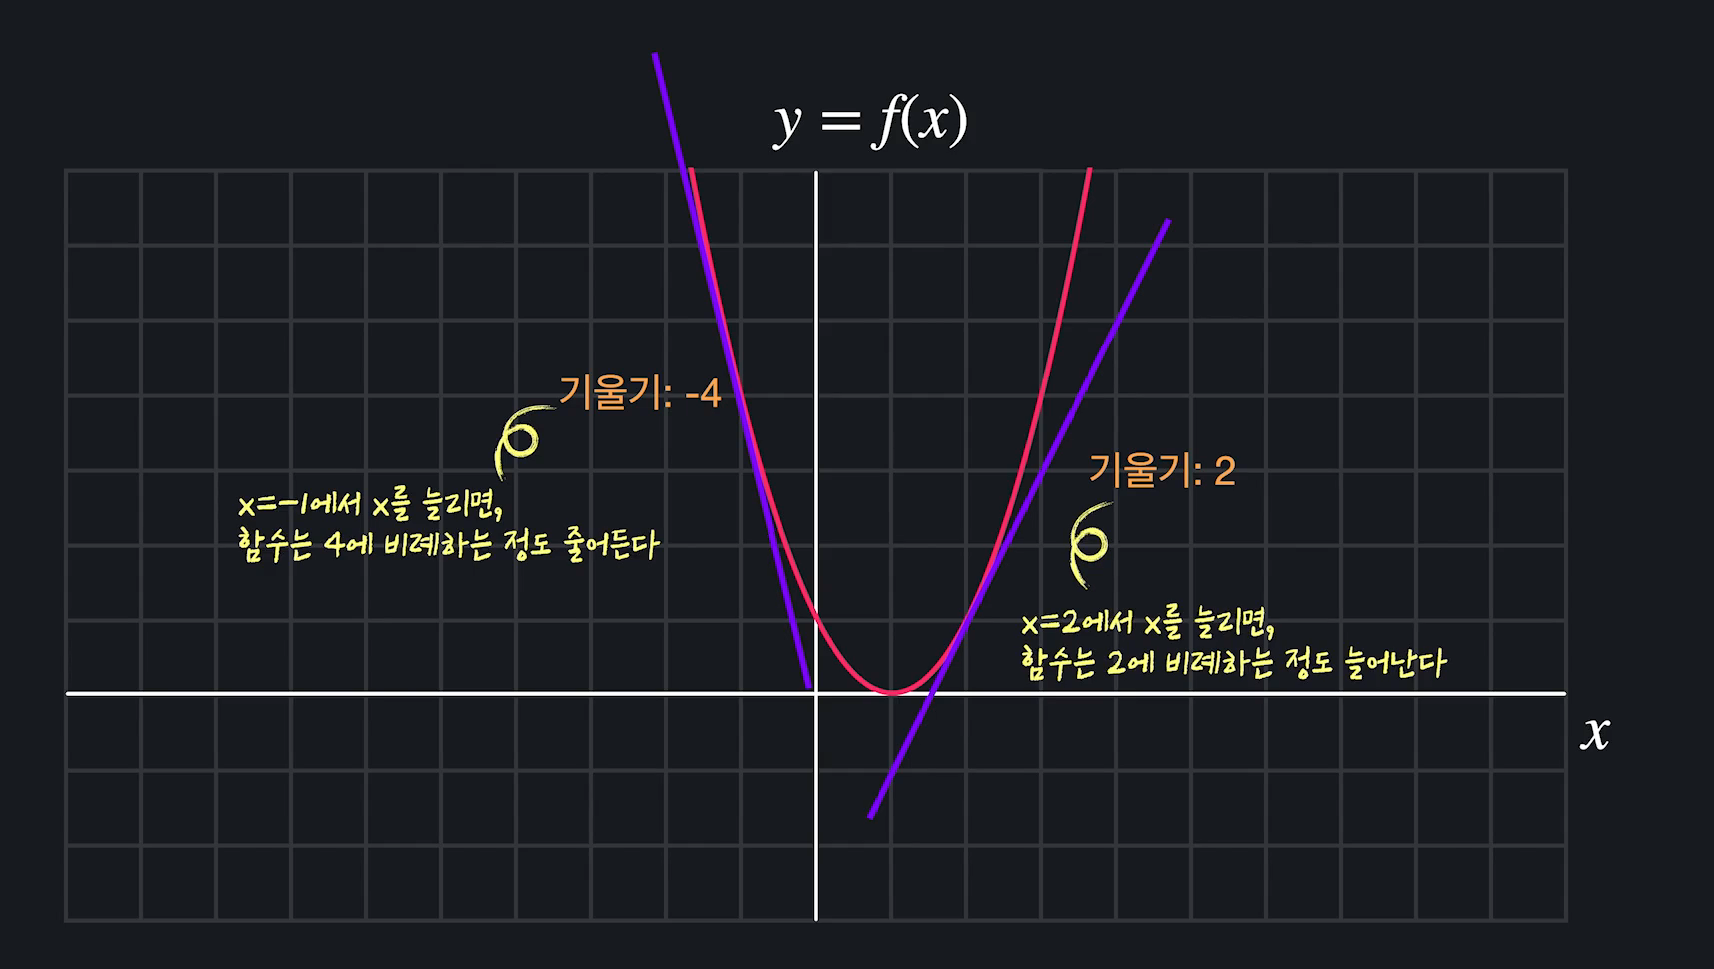 y = f(x)
기울기: -4
x=-1에서 x를 늘리면,
함수는 4에 비례하는 정도 줄어든다
기울기: 2
x=2에서 x를 늘리면,
함수는 2에 비례하는 정도 늘어난다
x